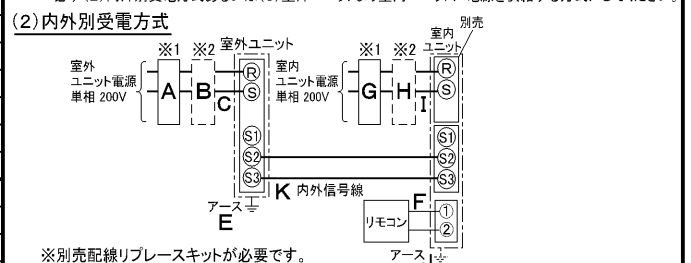 (2)内外別受電方式
※1 ※2 室外ユニット
※1 ※2 室内ユニット 別売
室外
ユニット電源
単相 200V
A B C
R
S
室内
ユニット電源
単相 200V
G H I
R
S
S1
S2
S3
S1
S2
S3
K 内外信号線
アース
E
リモコン
F
①
②
※別売配線リプレースキットが必要です。
アース